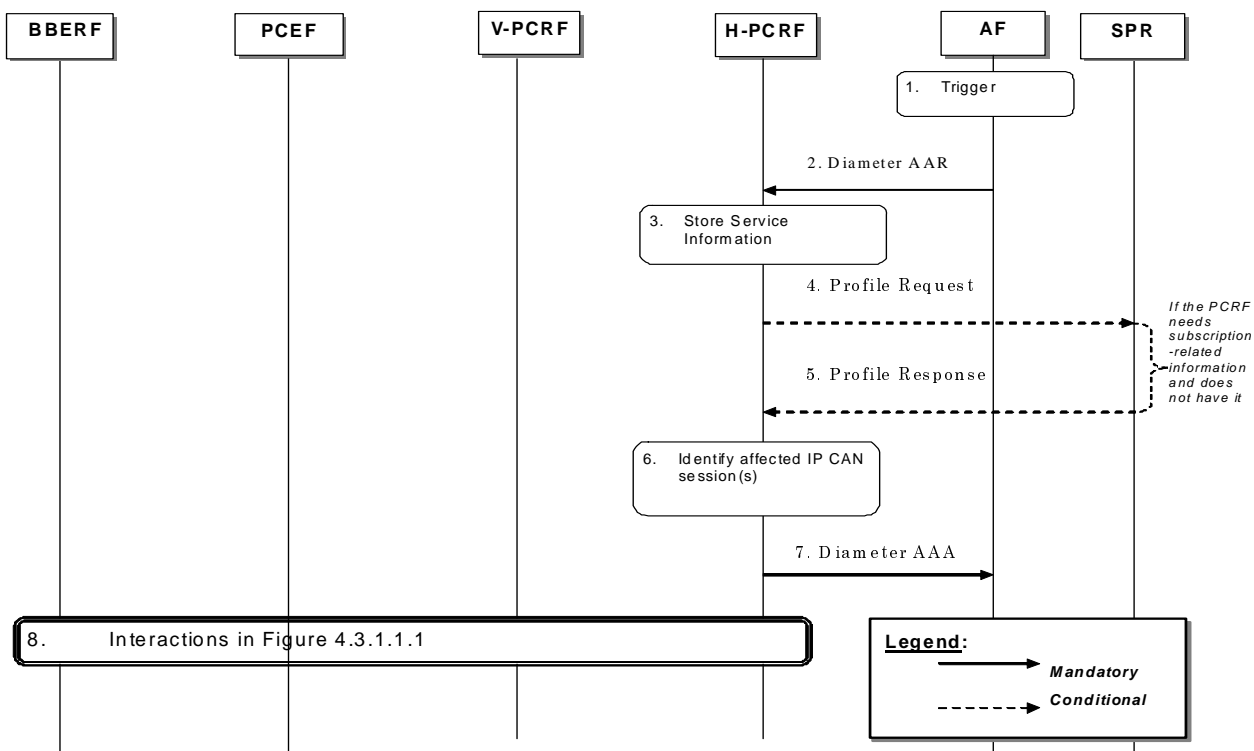 BBERF
PCEF
V-PCRF
H-PCRF
AF
SPR
1. Trigger
2. Diameter AAR
3. Store Service
Information
4. Profile Request
If the PCRF
needs
subscription
-related
information
and does
not have it
5. Profile Response
6. Identify affected IP CAN
session(s)
7. Diameter AAA
8. Interactions in Figure 4.3.1.1.1
Legend:
Mandatory
Conditional